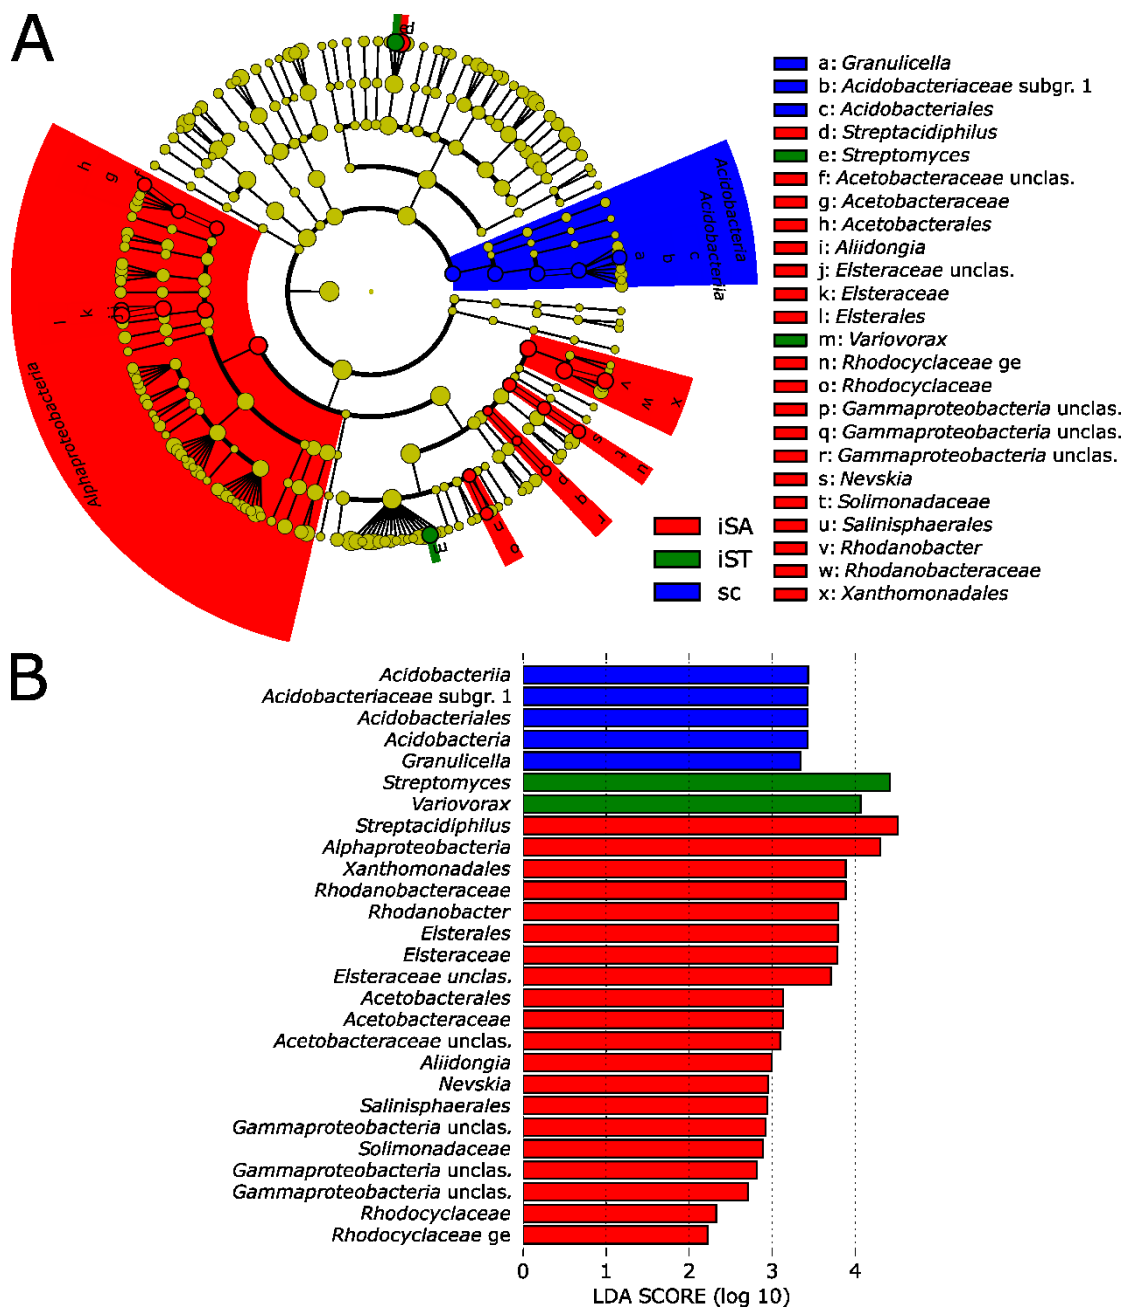 A
e d
a: Granulicella
b: Acidobacteriaceae subgr. 1
c: Acidobacteriales
d: Streptacidiphilus
e: Streptomyces
f: Acetobacteraceae unclas.
g: Acetobacteraceae
h: Acetobacterales
i: Aliidongia
j: Elsteraceae unclas.
k: Elsteraceae
l: Elsterales
m: Variovorax
n: Rhodocyclaceae ge
o: Rhodocyclaceae
p: Gammaproteobacteria unclas.
q: Gammaproteobacteria unclas.
r: Gammaproteobacteria unclas.
s: Nevskia
t: Solimonadaceae
u: Salinisphaerales
v: Rhodanobacter
w: Rhodanobacteraceae
x: Xanthomonadales
Acidobacteria
Acidobacteriia
a b c
h g f
l k j i
Alphaproteobacteria
v w x
s t u
p q r
n o
m
iSA
iST
sc
B
Acidobacteriia
Acidobacteriaceae subgr. 1
Acidobacteriales
Acidobacteria
Granulicella
Streptomyces
Variovorax
Streptacidiphilus
Alphaproteobacteria
Xanthomonadales
Rhodanobacteraceae
Rhodanobacter
Elsterales
Elsteraceae
Elsteraceae unclas.
Acetobacterales
Acetobacteraceae
Acetobacteraceae unclas.
Aliidongia
Nevskia
Salinisphaerales
Gammaproteobacteria unclas.
Solimonadaceae
Gammaproteobacteria unclas.
Gammaproteobacteria unclas.
Rhodocyclaceae
Rhodocyclaceae ge
0 1 2 3 4
LDA SCORE (log 10)